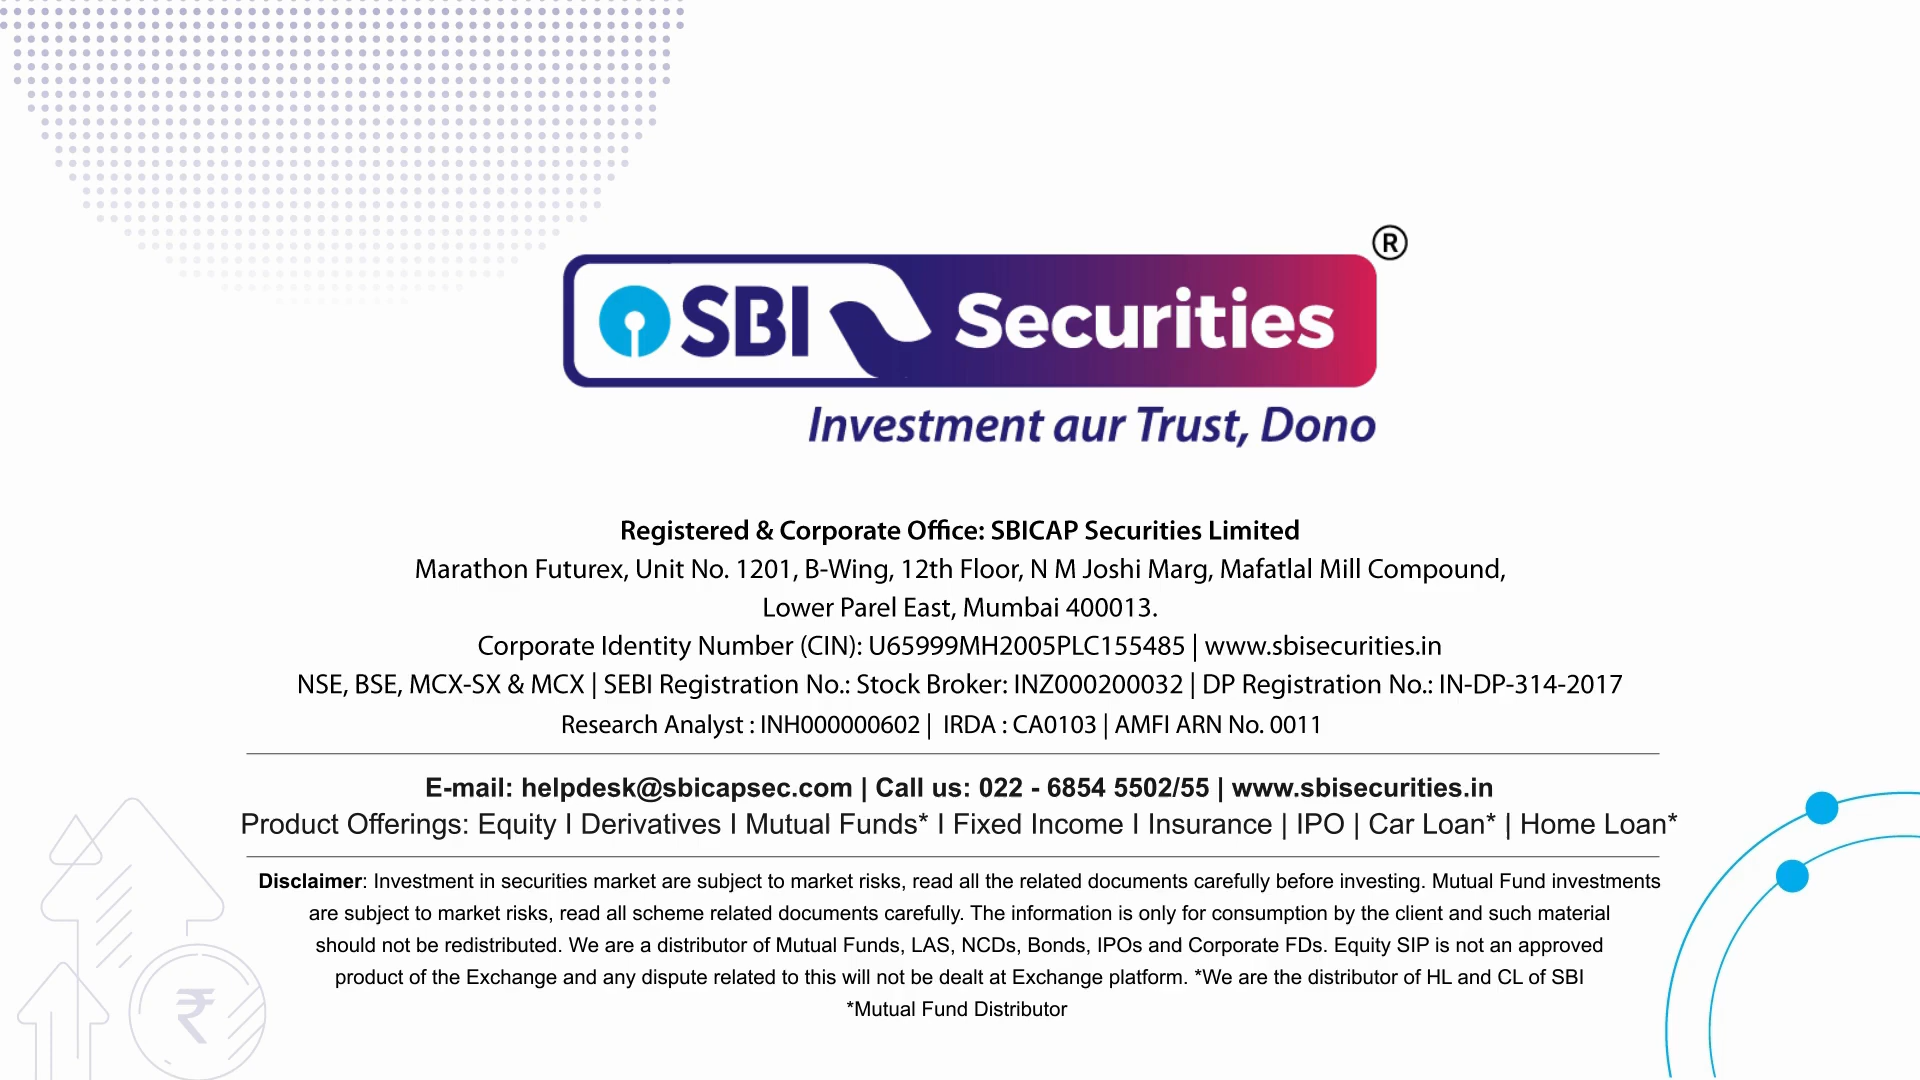 ®
SBI Securities
Investment aur Trust, Dono
Registered & Corporate Office: SBICAP Securities Limited
Marathon Futurex, Unit No. 1201, B-Wing, 12th Floor, N M Joshi Marg, Mafatlal Mill Compound,
Lower Parel East, Mumbai 400013.
Corporate Identity Number (CIN): U65999MH2005PLC155485 | www.sbisecurities.in
NSE, BSE, MCX-SX & MCX | SEBI Registration No.: Stock Broker: INZ000200032 | DP Registration No.: IN-DP-314-2017
Research Analyst : INH000000602 | IRDA : CA0103 | AMFI ARN No. 0011
E-mail: helpdesk@sbicapsec.com | Call us: 022 - 6854 5502/55 | www.sbisecurities.in
Product Offerings: Equity I Derivatives I Mutual Funds* I Fixed Income I Insurance | IPO | Car Loan* | Home Loan*
Disclaimer: Investment in securities market are subject to market risks, read all the related documents carefully before investing. Mutual Fund investments
are subject to market risks, read all scheme related documents carefully. The information is only for consumption by the client and such material
should not be redistributed. We are a distributor of Mutual Funds, LAS, NCDs, Bonds, IPOs and Corporate FDs. Equity SIP is not an approved
product of the Exchange and any dispute related to this will not be dealt at Exchange platform. *We are the distributor of HL and CL of SBI
*Mutual Fund Distributor
₹